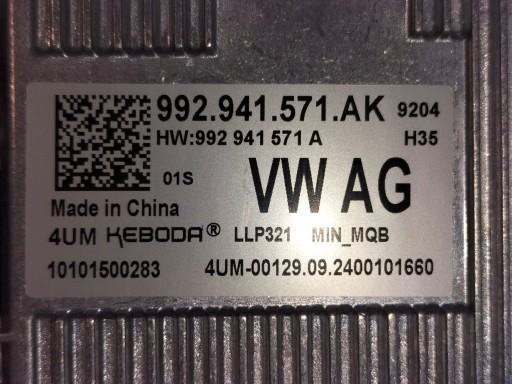 992.941.571.AK 9204
HW:992 941 571 A H35
01S VW AG
Made in China
4UM KEBODA® LLP321 MIN_MQB
10101500283 4UM-00129.09.2400101660